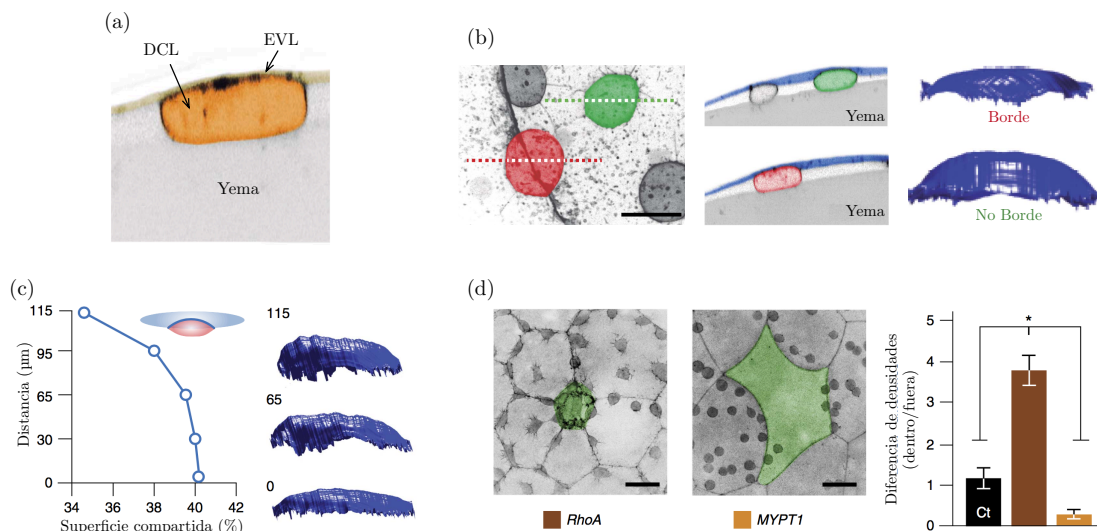 (a)
DCL
EVL
Yema
(b)
Yema
Yema
Borde
No Borde
(c)
115
95
65
30
0
Distancia (µm)
34
36
38
40
42
Superficie compartida (%)
115
65
0
(d)
RhoA
MYPT1
Diferencia de densidades
(dentro/fuera)
5
4
3
2
1
0
*
Ct